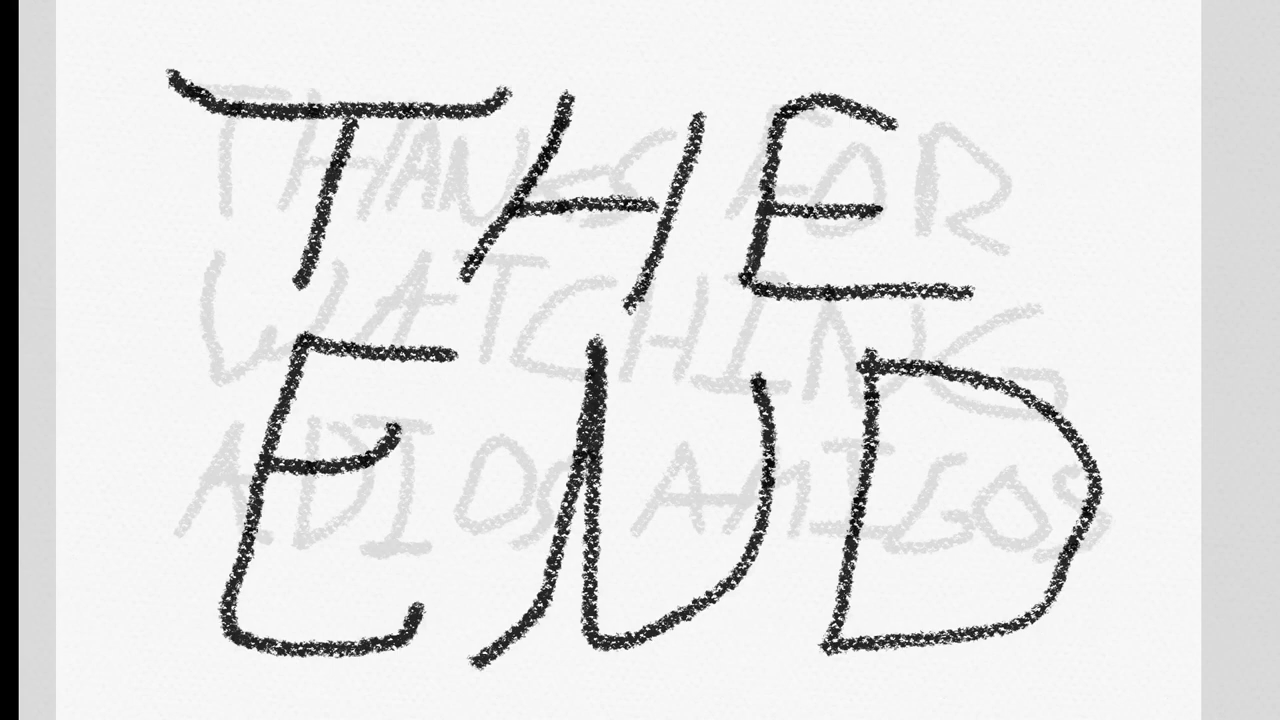 THE
END
THANKS FOR
WATCHING
ADIOS AMIGOS